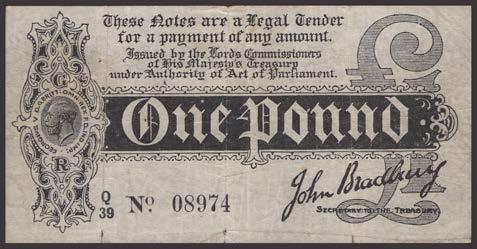 These Notes are a Legal Tender
for a payment of any amount.
Issued by the Lords Commissioners
of His Majesty's Treasury
under Authority of Act of Parliament.
£
G
R
One Pound
£1
Q
39
No. 08974
John Bradbury
SECRETARY TO THE TREASURY.